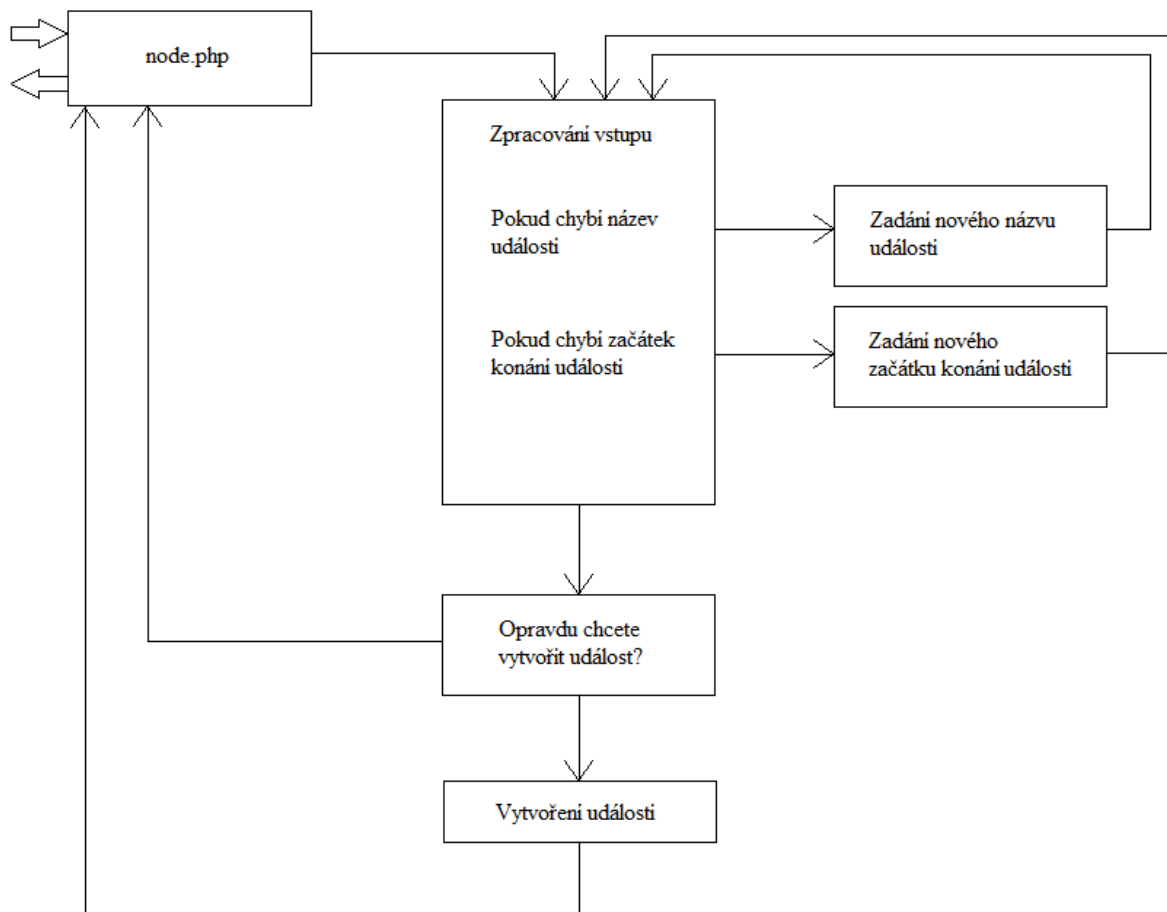 node.php
Zpracování vstupu
Pokud chybí název
události
Zadání nového názvu
události
Pokud chybí začátek
konání události
Zadání nového
začátku konání události
Opravdu chcete
vytvořit událost?
Vytvoření události